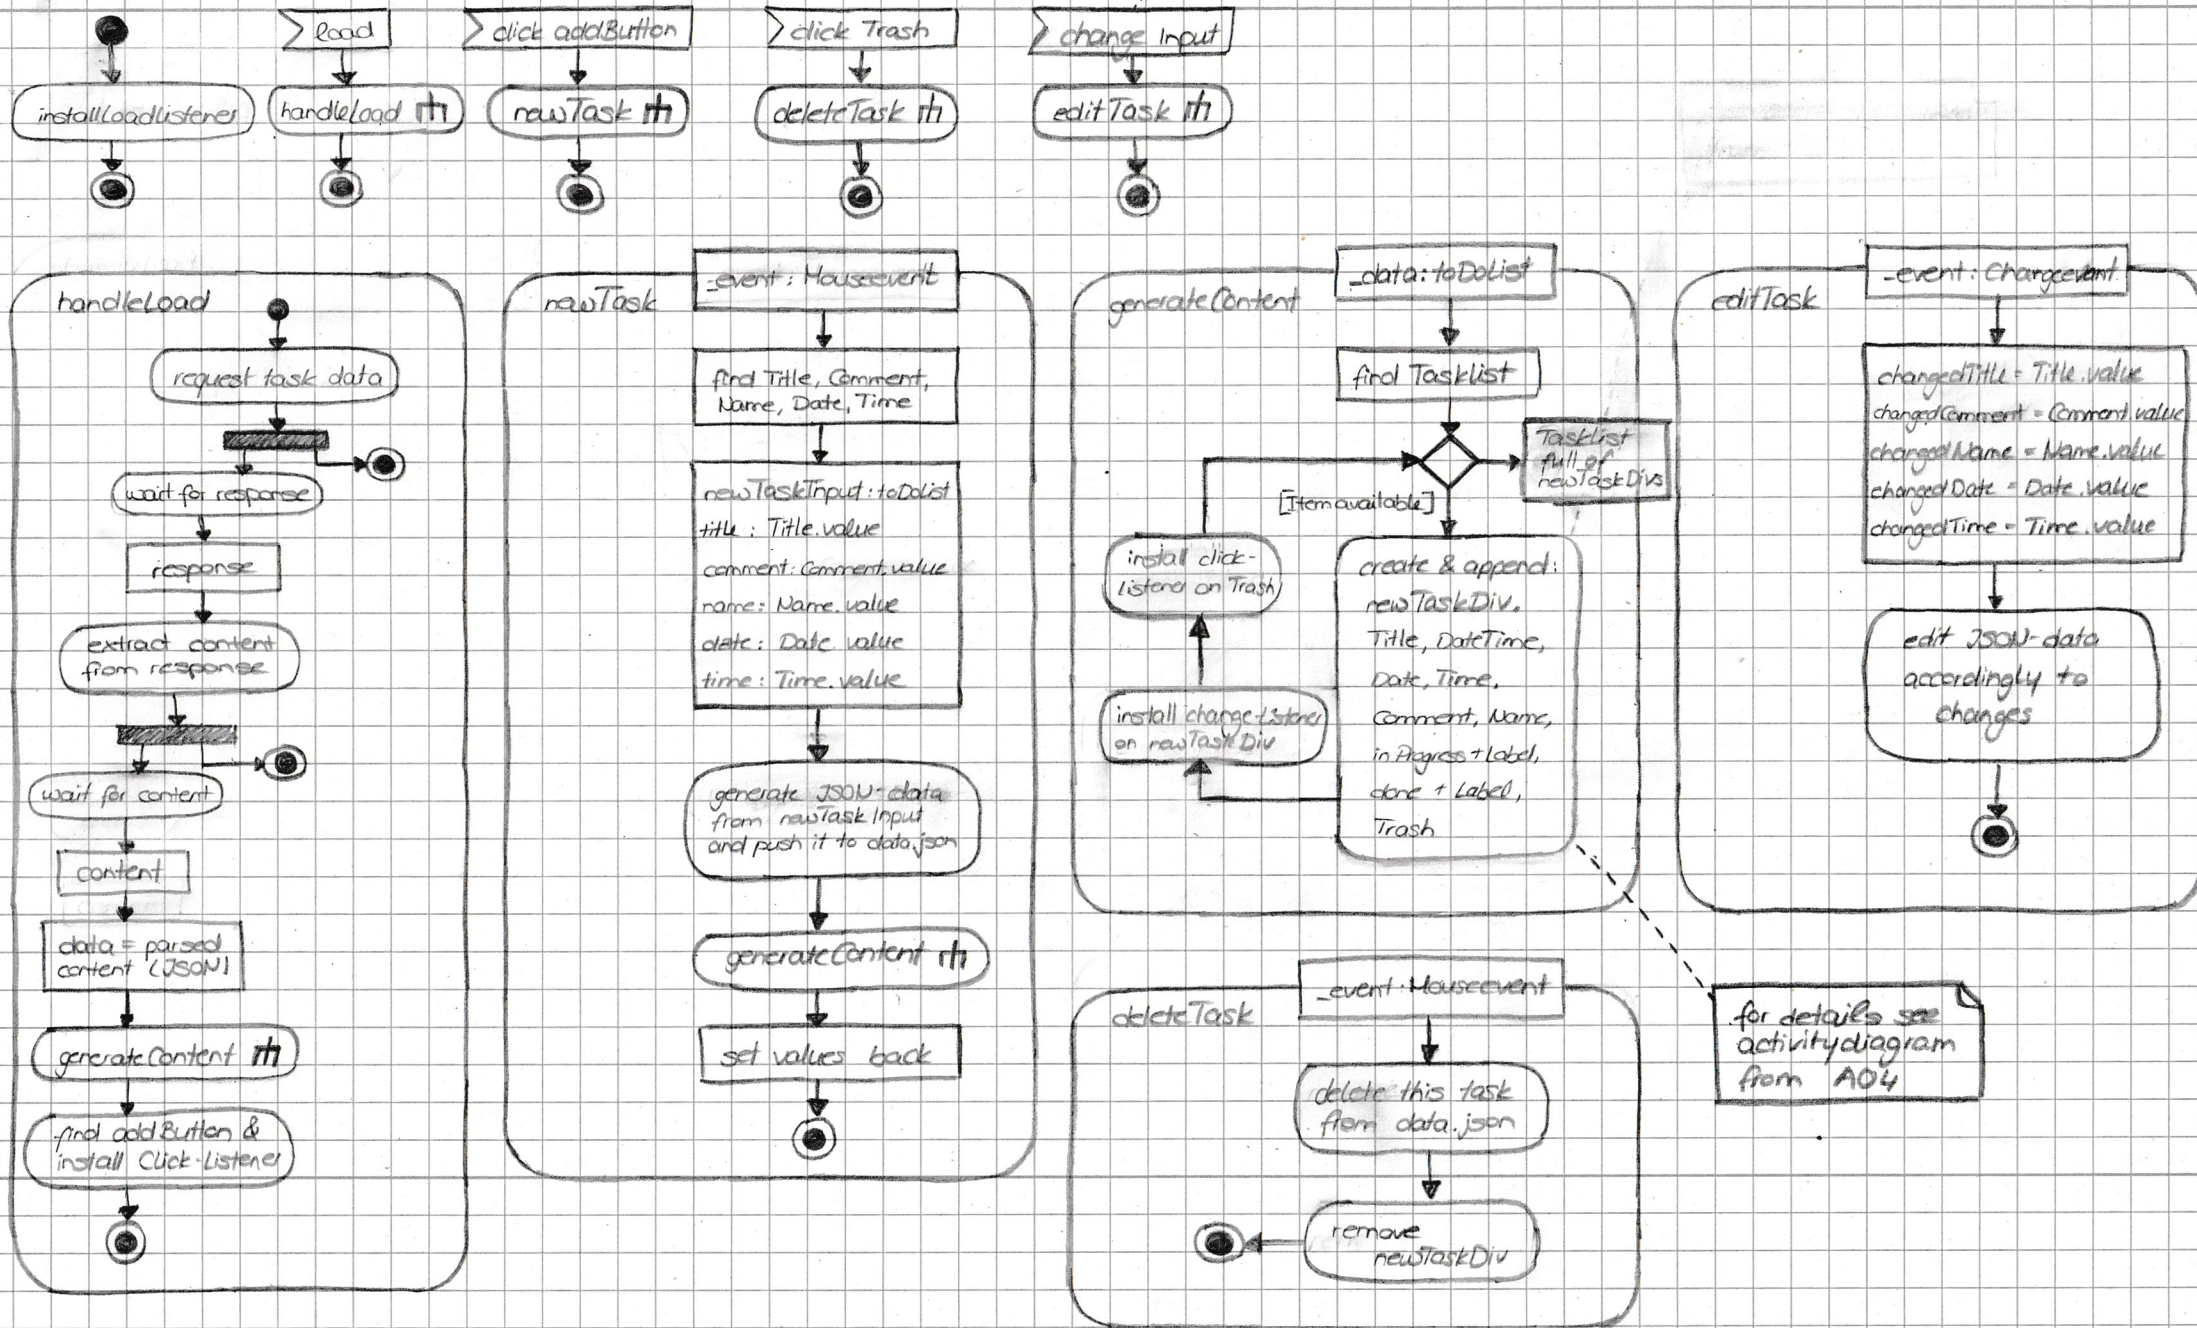 load
click addButton
click Trash
change Input
installLoadListener
handleLoad
newTask
deleteTask
editTask
handleLoad
request task data
wait for response
response
extract content
from response
wait for content
content
data = parsed
content (JSON)
generateContent
find addButton &
install Click-Listener
newTask
_event: Mouseevent
find Title, Comment,
Name, Date, Time
newTaskInput: toDoList
title: Title.value
comment: Comment.value
name: Name.value
date: Date.value
time: Time.value
generate JSON-data
from newTaskInput
and push it to data.json
generateContent
set values back
generateContent
_data: toDoList
find Tasklist
Tasklist
full of
newTaskDivs
[Item available]
install click-
Listener on Trash
install change-Listener
on newTaskDiv
create & append:
newTaskDiv,
Title, DateTime,
Date, Time,
Comment, Name,
in Progress + Label,
done + Label,
Trash
editTask
_event: Changeevent
changedTitle = Title.value
changedComment = Comment.value
changedName = Name.value
changedDate = Date.value
changedTime = Time.value
edit JSON-data
accordingly to
changes
deleteTask
_event: Mouseevent
delete this task
from data.json
remove
newTaskDiv
for details see
activitydiagram
from A04